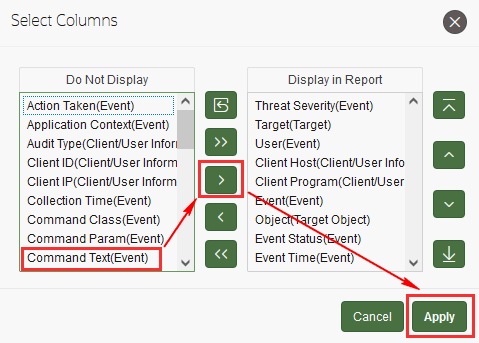 Select Columns
Do Not Display
Action Taken(Event)
Application Context(Event)
Audit Type(Client/User Inform
Client ID(Client/User Inform
Client IP(Client/User Inform
Collection Time(Event)
Command Class(Event)
Command Param(Event)
Command Text(Event)
Display in Report
Threat Severity(Event)
Target(Target)
User(Event)
Client Host(Client/User Info
Client Program(Client/User
Event(Event)
Object(Target Object)
Event Status(Event)
Event Time(Event)
Cancel
Apply